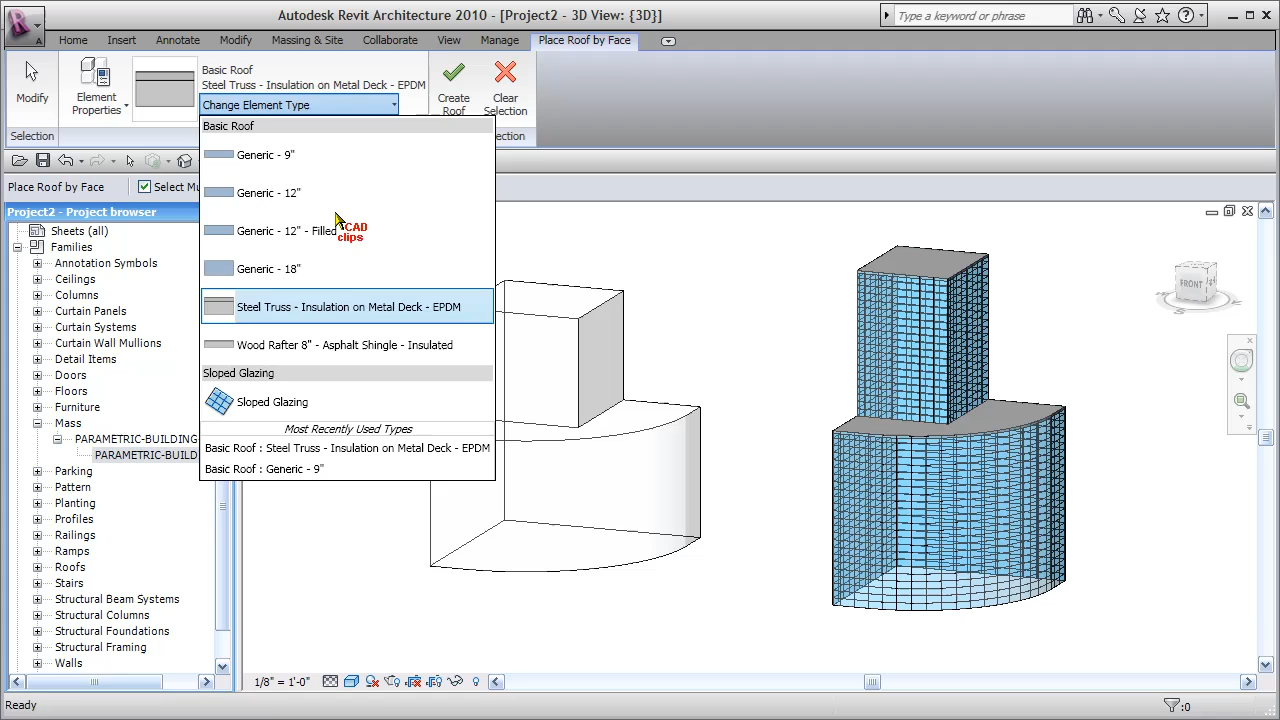 Autodesk Revit Architecture 2010 - [Project2 - 3D View: {3D}]
Type a keyword or phrase
Home Insert Annotate Modify Massing & Site Collaborate View Manage Place Roof by Face
Basic Roof
Steel Truss - Insulation on Metal Deck - EPDM
Change Element Type
Modify
Element
Properties
Create
Roof
Clear
Selection
Selection
ection
Basic Roof
Generic - 9"
Generic - 12"
Generic - 12" - Filled
Generic - 18"
Steel Truss - Insulation on Metal Deck - EPDM
Wood Rafter 8" - Asphalt Shingle - Insulated
Sloped Glazing
Sloped Glazing
Most Recently Used Types
Basic Roof : Steel Truss - Insulation on Metal Deck - EPDM
Basic Roof : Generic - 9"
CAD
clips
Place Roof by Face
Select Mu
Project2 - Project browser
Sheets (all)
Families
Annotation Symbols
Ceilings
Columns
Curtain Panels
Curtain Systems
Curtain Wall Mullions
Detail Items
Doors
Floors
Furniture
Mass
PARAMETRIC-BUILDING
PARAMETRIC-BUILD
Parking
Pattern
Planting
Profiles
Railings
Ramps
Roofs
Stairs
Structural Beam Systems
Structural Columns
Structural Foundations
Structural Framing
Walls
FRONT
S
1/8" = 1'-0"
Ready
:0